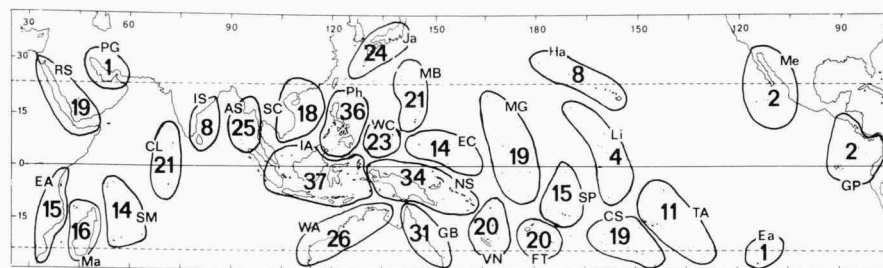 30 60 90 120 150 180 150 120 90
30 15 0 15
RS 19
PG 1
IS 8
AS 25
SC 18
Ph 36
Ja 24
WC 23
MB 21
EC 14
MG 19
Ha 8
Li 4
Me 2
GP 2
CL 21
IA 37
NS 34
EA 15
Ma 16
SM 14
WA 26
GB 31
VN 20
FT 20
SP 15
CS 19
TA 11
Ea 1